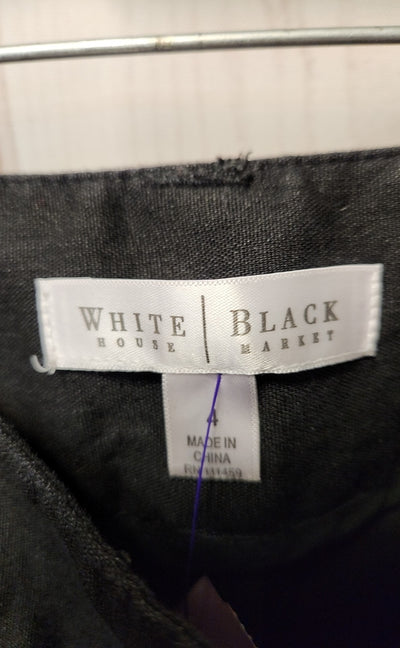 WHITE | BLACK
HOUSE MARKET
4
MADE IN
CHINA